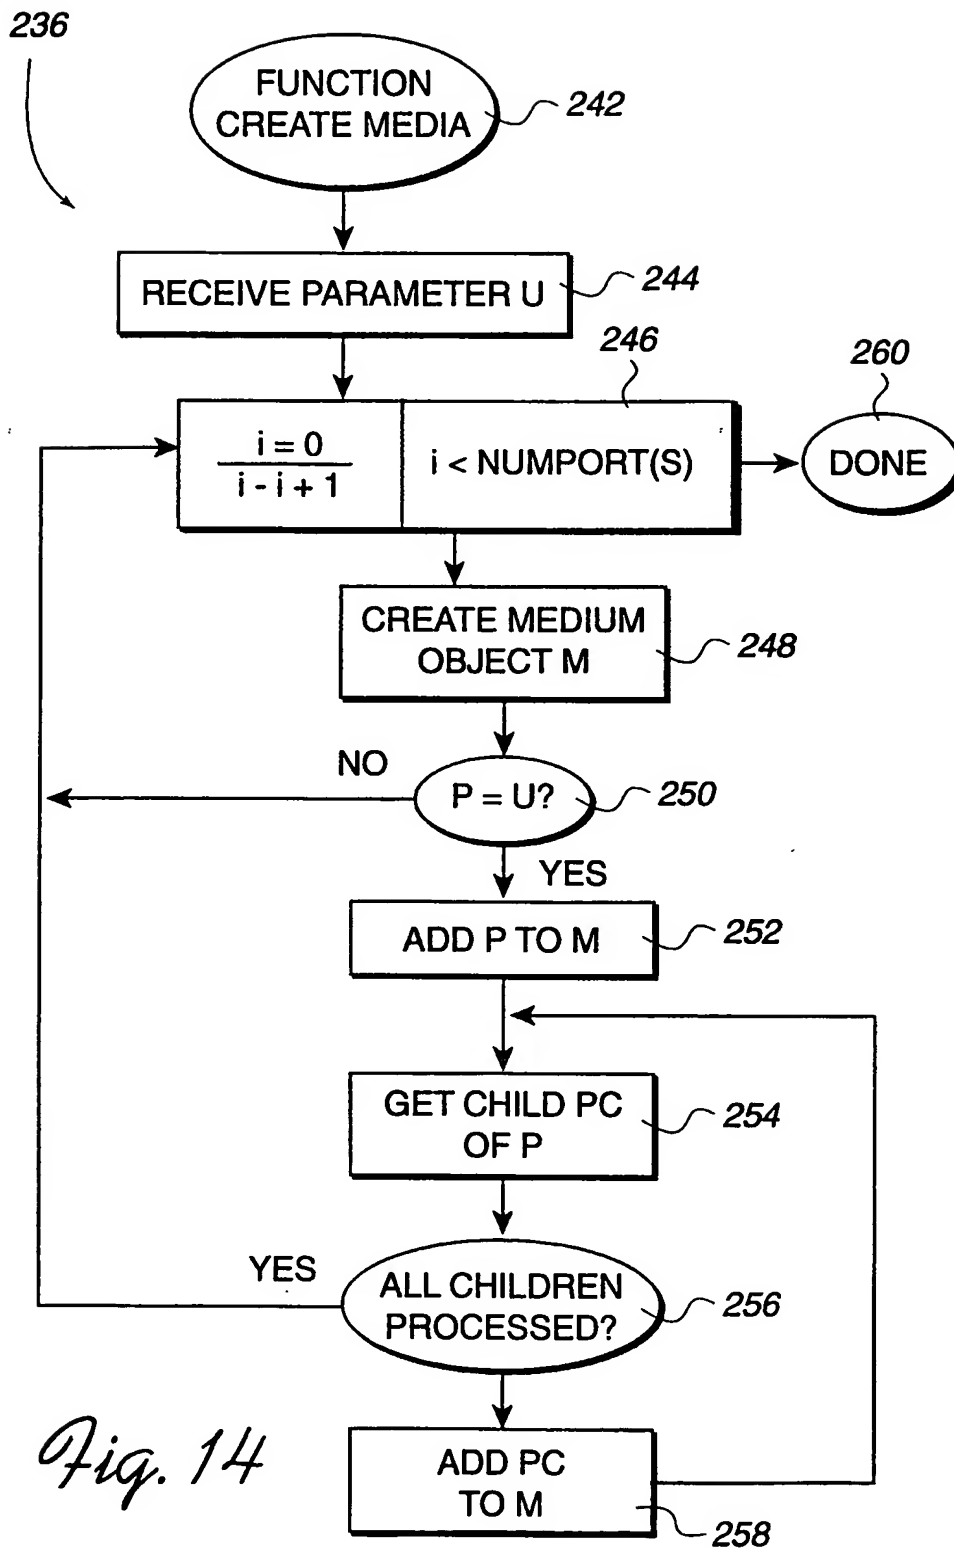 236
FUNCTION
CREATE MEDIA
242
RECEIVE PARAMETER U
244
246
260
i = 0
i - i + 1
i < NUMPORT(S)
DONE
CREATE MEDIUM
OBJECT M
248
NO
P = U?
250
YES
ADD P TO M
252
GET CHILD PC
OF P
254
YES
ALL CHILDREN
PROCESSED?
256
Fig. 14
ADD PC
TO M
258